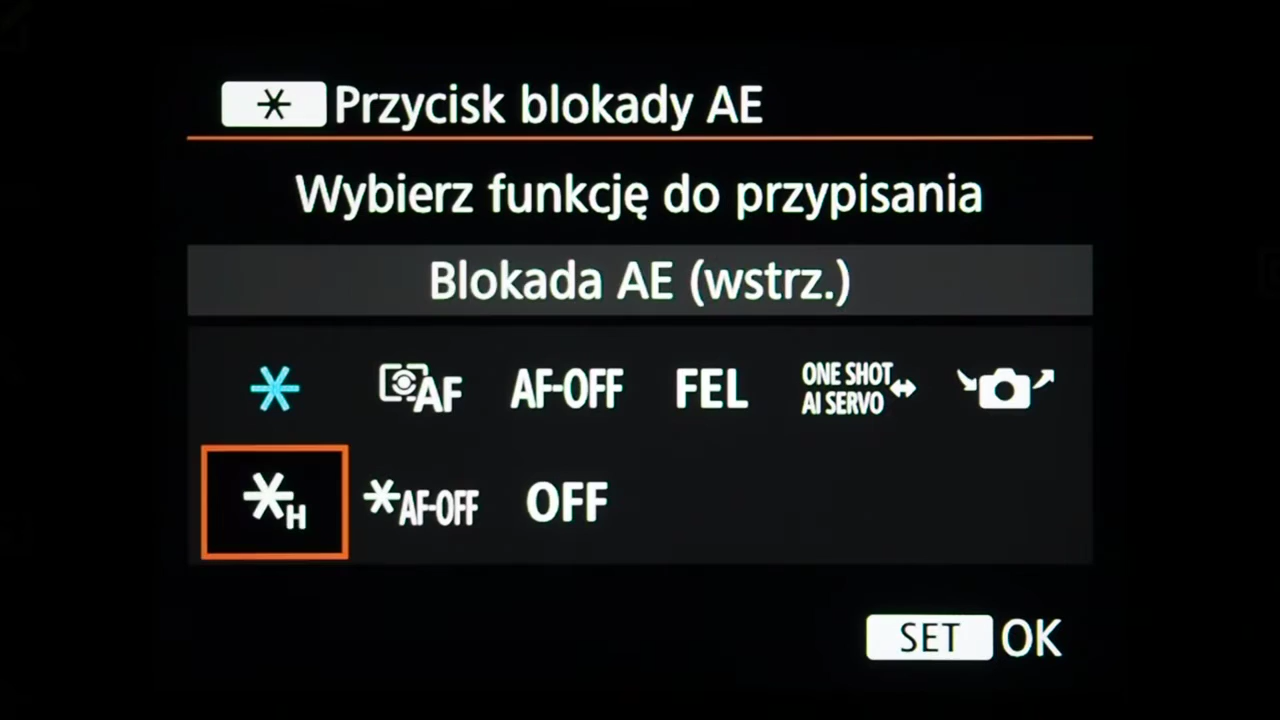 * Przycisk blokady AE
Wybierz funkcję do przypisania
Blokada AE (wstrz.)
* AF AF-OFF FEL ONE SHOT AI SERVO
*H *AF-OFF OFF
SET OK